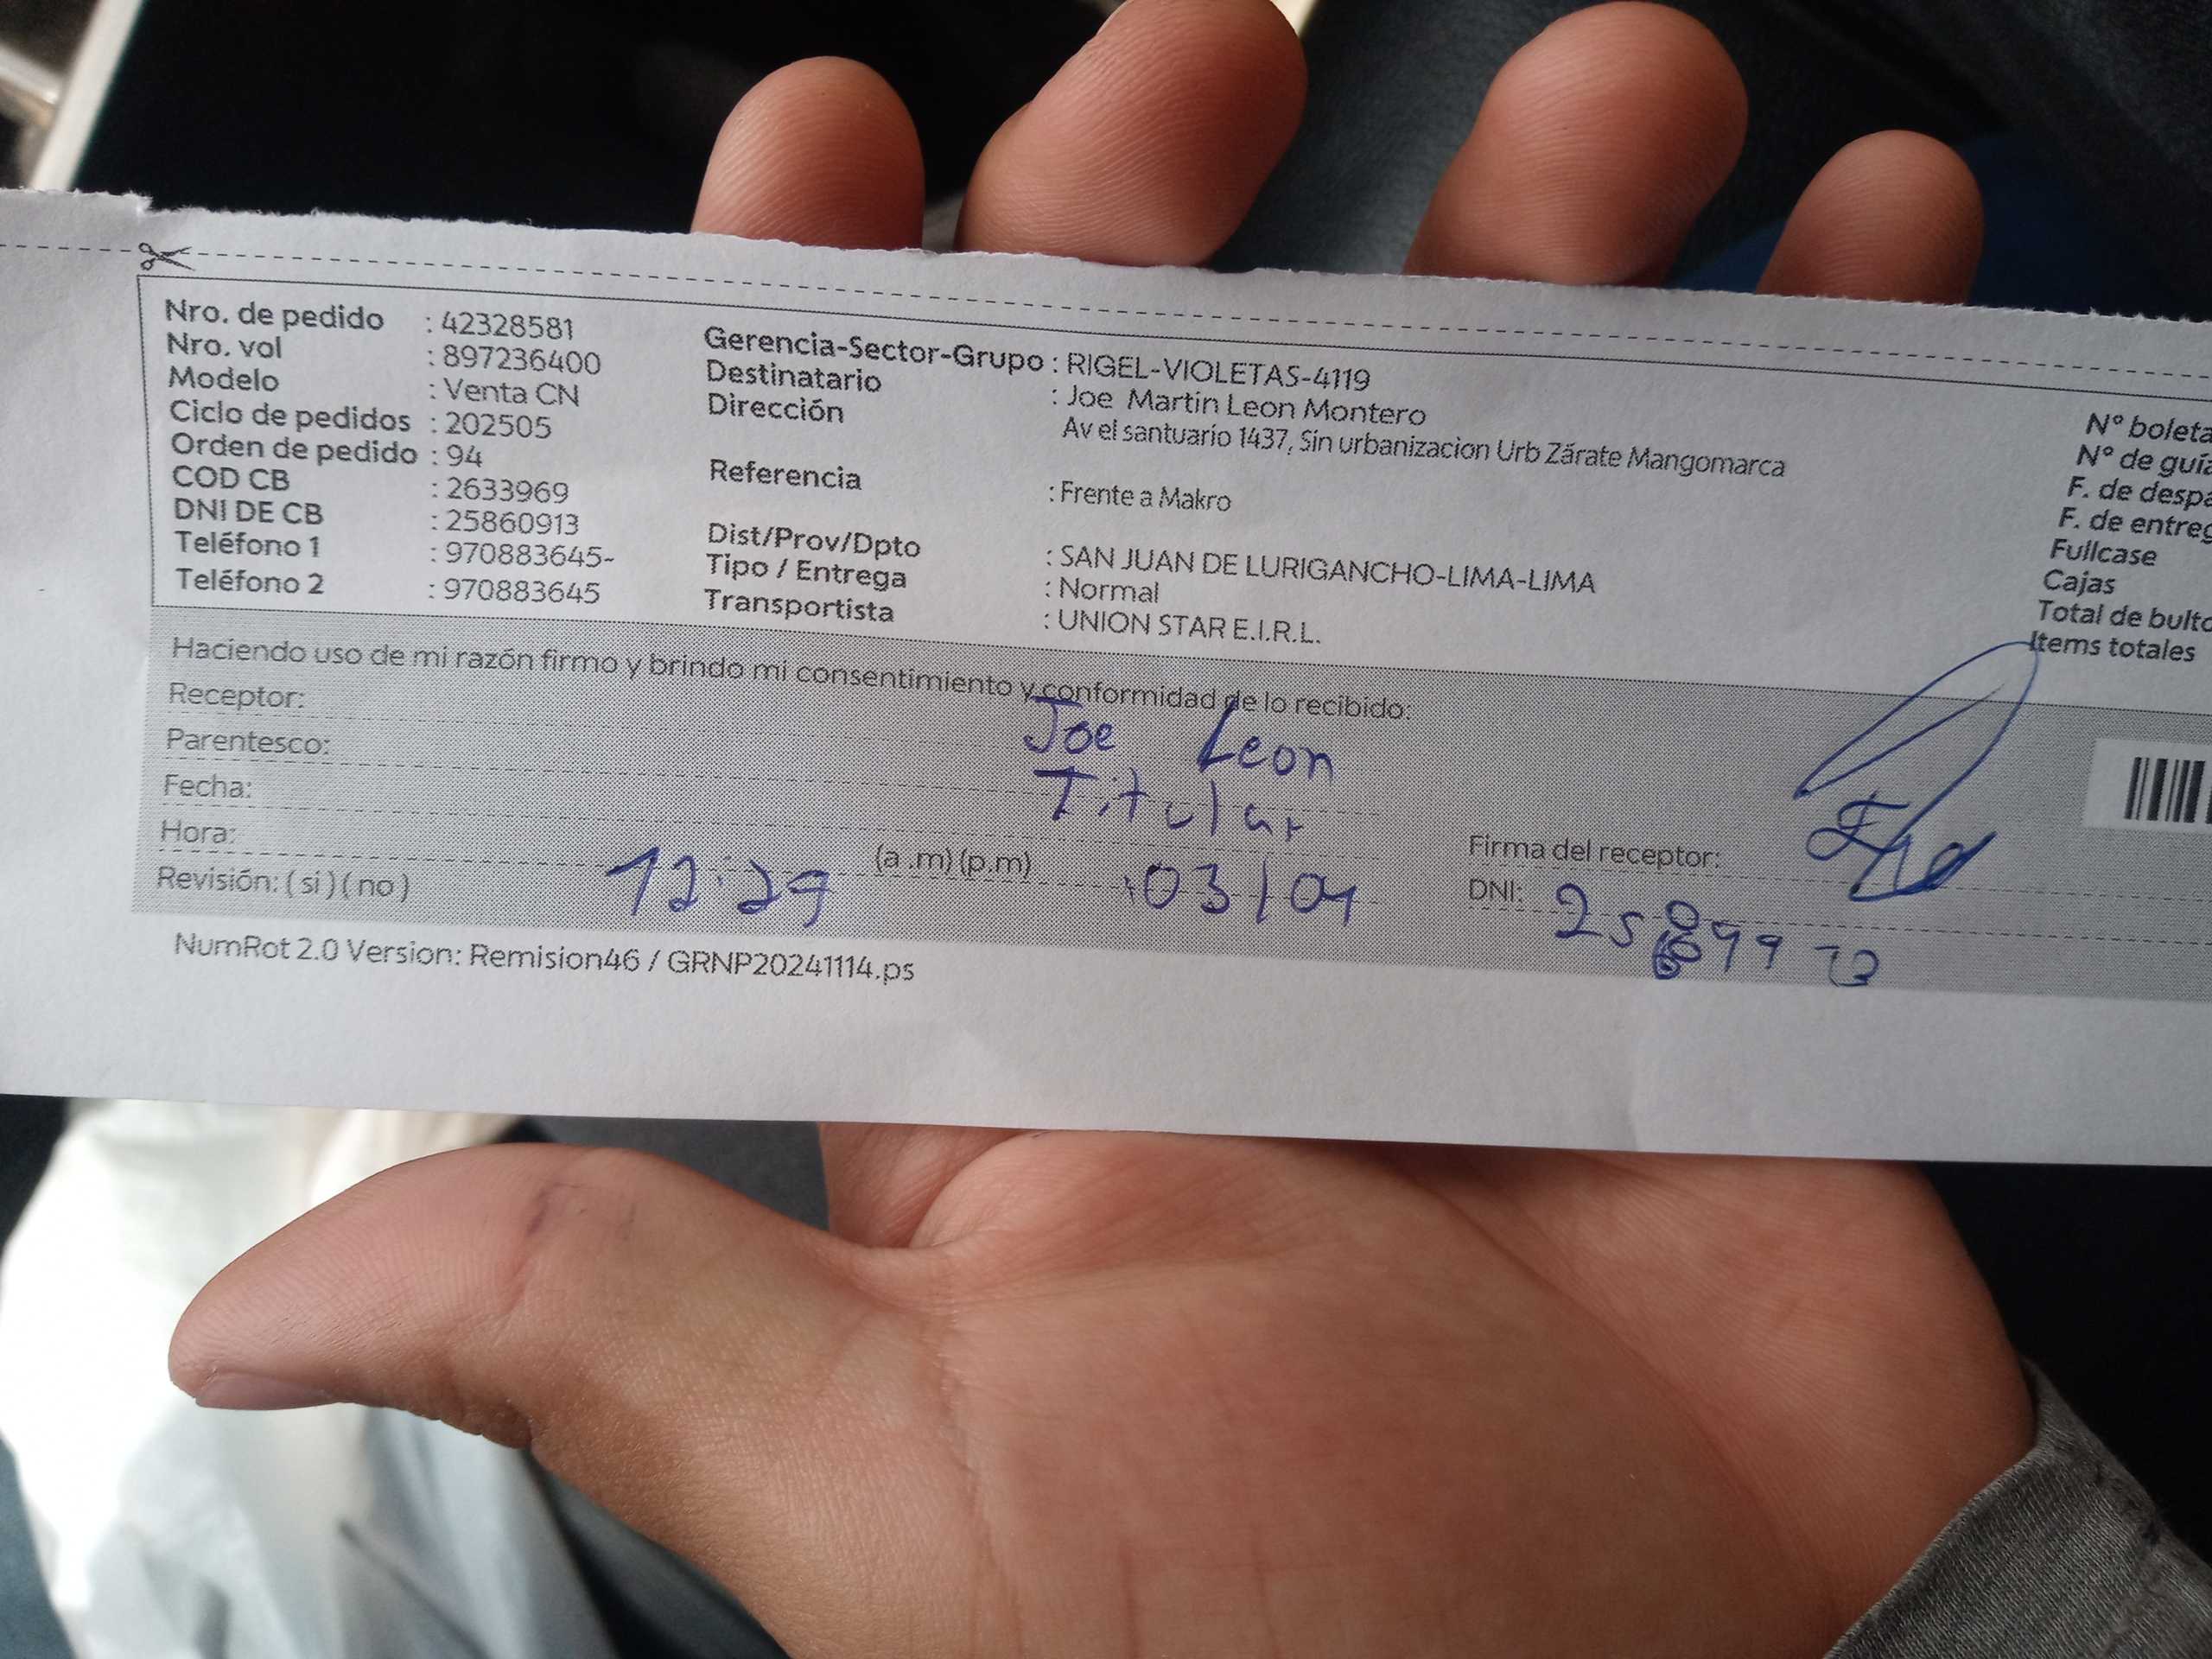 Nro. de pedido : 42328581
Nro. vol : 897236400
Modelo : Venta CN
Ciclo de pedidos : 202505
Orden de pedido : 94
COD CB : 2633969
DNI DE CB : 25860913
Teléfono 1 : 970883645-
Teléfono 2 : 970883645
Gerencia-Sector-Grupo : RIGEL-VIOLETAS-4119
Destinatario : Joe Martin Leon Montero
Dirección Av el santuario 1437, Sin urbanizacion Urb Zárate Mangomarca
Referencia : Frente a Makro
Dist/Prov/Dpto : SAN JUAN DE LURIGANCHO-LIMA-LIMA
Tipo / Entrega : Normal
Transportista : UNION STAR E.I.R.L.
N° boleta
N° de guía
F. de despa
F. de entreg
Fullcase
Cajas
Total de bulto
Items totales
Haciendo uso de mi razón firmo y brindo mi consentimiento y conformidad de lo recibido:
Receptor: Joe Leon
Parentesco: Titular
Fecha:
Hora: 12:29 (a.m) (p.m) 03/04
Revisión: ( si ) ( no )
Firma del receptor:
DNI:
NumRot 2.0 Version: Remision46 / GRNP20241114.ps